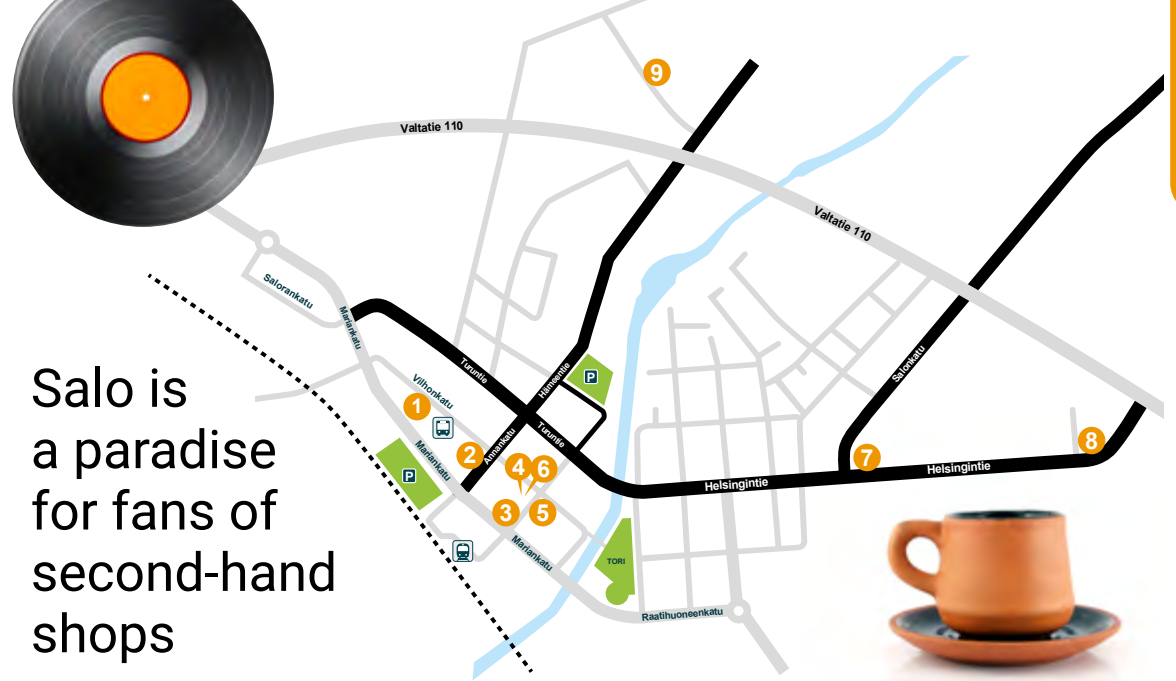 9
Valtatie 110
Valtatie 110
Salorankatu
Mariankatu
Turuntie
Hämeentie
P
Salonkatu
Vilhonkatu
1
Mariankatu
2
Annankatu
Turuntie
4
6
3
5
P
7
8
Helsingintie
Helsingintie
Mariankatu
TORI
Raatihuoneenkatu
Salo is
a paradise
for fans of
second-hand
shops